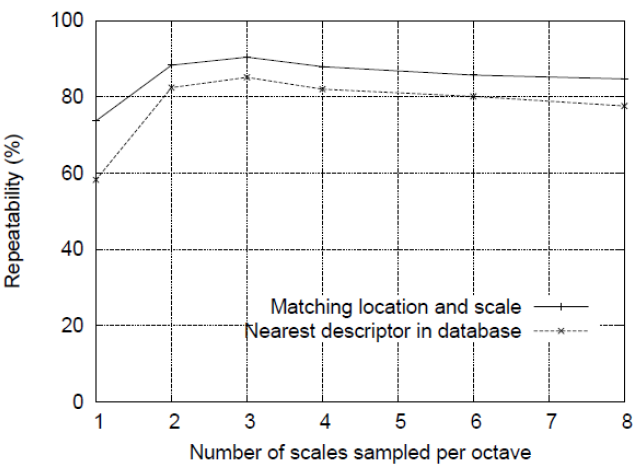 100
80
60
40
20
0
Repeatability (%)
Matching location and scale
Nearest descriptor in database
1 2 3 4 5 6 7 8
Number of scales sampled per octave